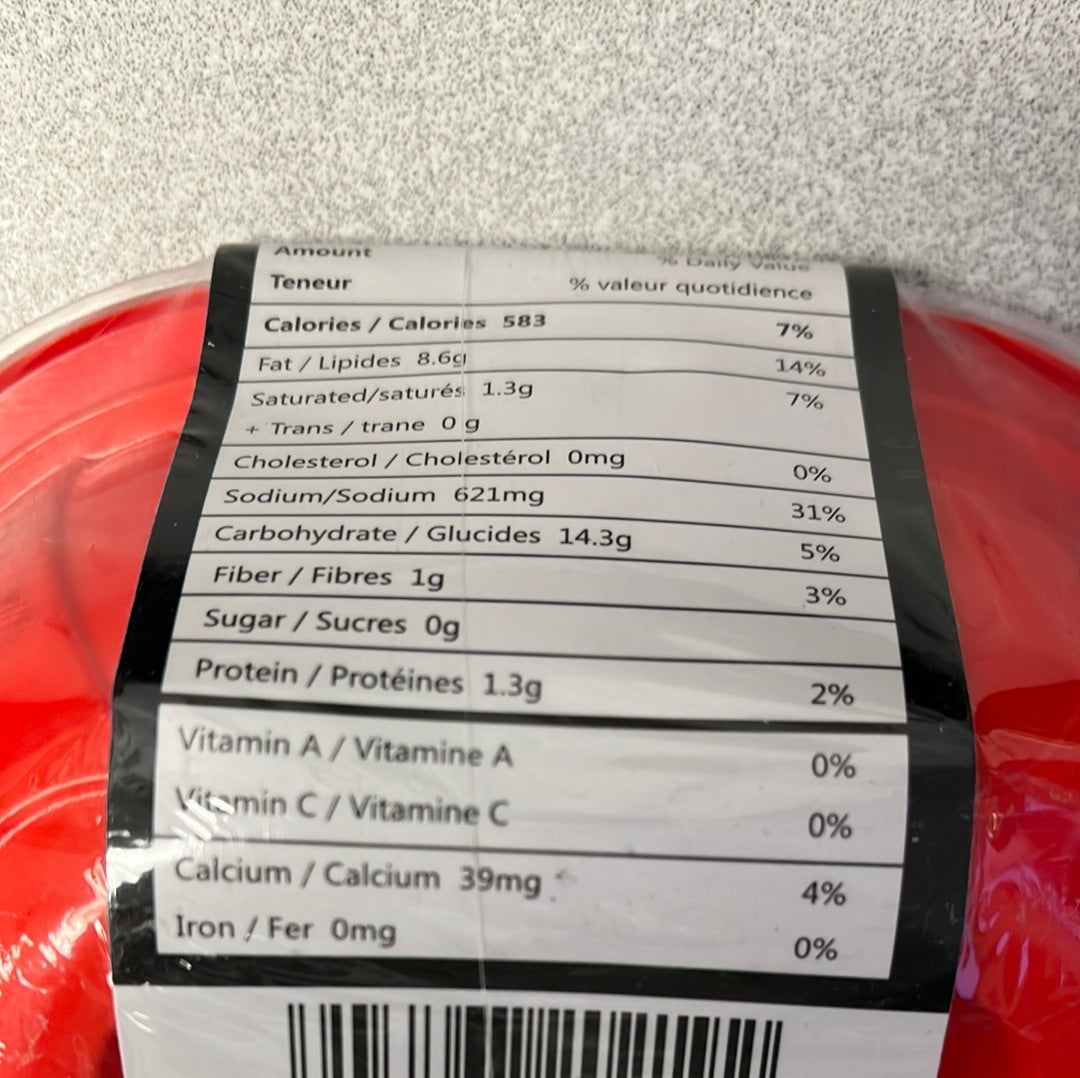 Amount % Daily Value
Teneur % valeur quotidience
Calories / Calories 583 7%
Fat / Lipides 8.6g 14%
Saturated/saturés 1.3g 7%
+ Trans / trane 0 g
Cholesterol / Cholestérol 0mg 0%
Sodium/Sodium 621mg 31%
Carbohydrate / Glucides 14.3g 5%
Fiber / Fibres 1g 3%
Sugar / Sucres 0g
Protein / Protéines 1.3g 2%
Vitamin A / Vitamine A 0%
Vitamin C / Vitamine C 0%
Calcium / Calcium 39mg 4%
Iron / Fer 0mg 0%